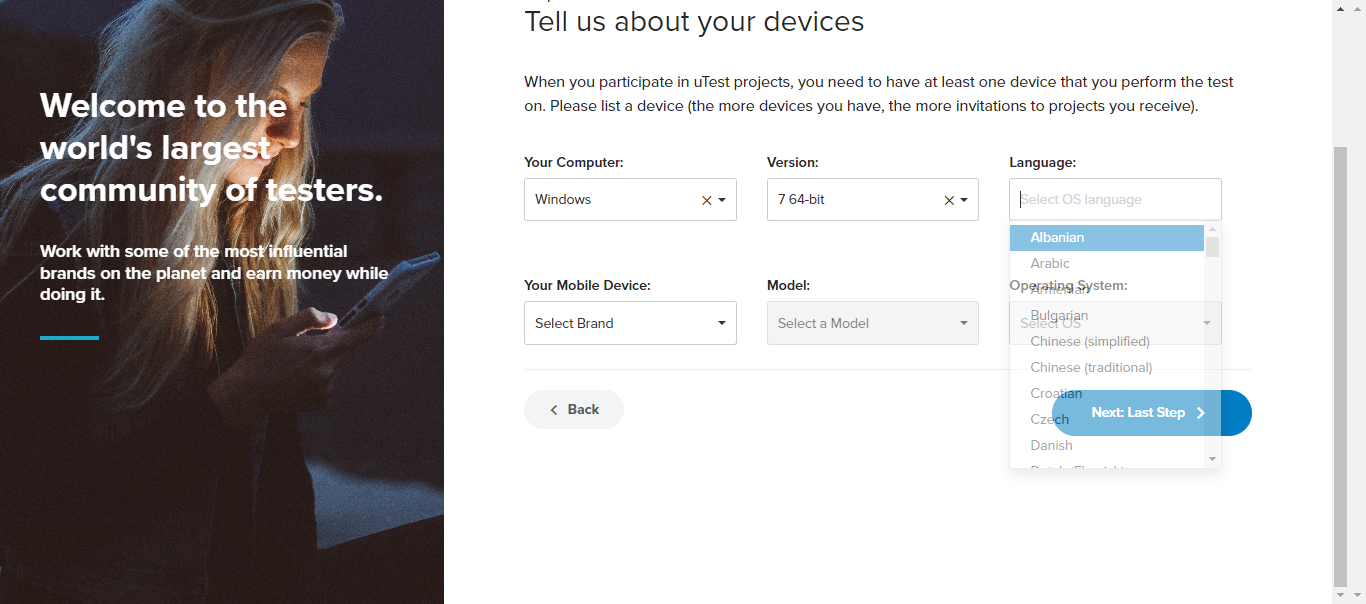 Welcome to the
world's largest
community of testers.
Work with some of the most influential
brands on the planet and earn money while
doing it.
Tell us about your devices
When you participate in uTest projects, you need to have at least one device that you perform the test
on. Please list a device (the more devices you have, the more invitations to projects you receive).
Your Computer:
Windows
Version:
7 64-bit
Language:
Select OS language
Albanian
Arabic
Armenian
Bulgarian
Chinese (simplified)
Chinese (traditional)
Croatian
Czech
Danish
Your Mobile Device:
Select Brand
Model:
Select a Model
Operating System:
Select OS
Back
Next: Last Step